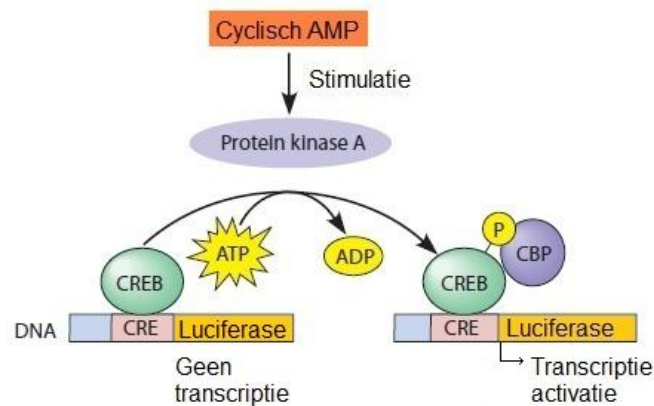 Cyclisch AMP
Stimulatie
Protein kinase A
ATP
ADP
P
CBP
CREB
CREB
DNA
CRE
Luciferase
CRE
Luciferase
Geen
transcriptie
Transcriptie
activatie